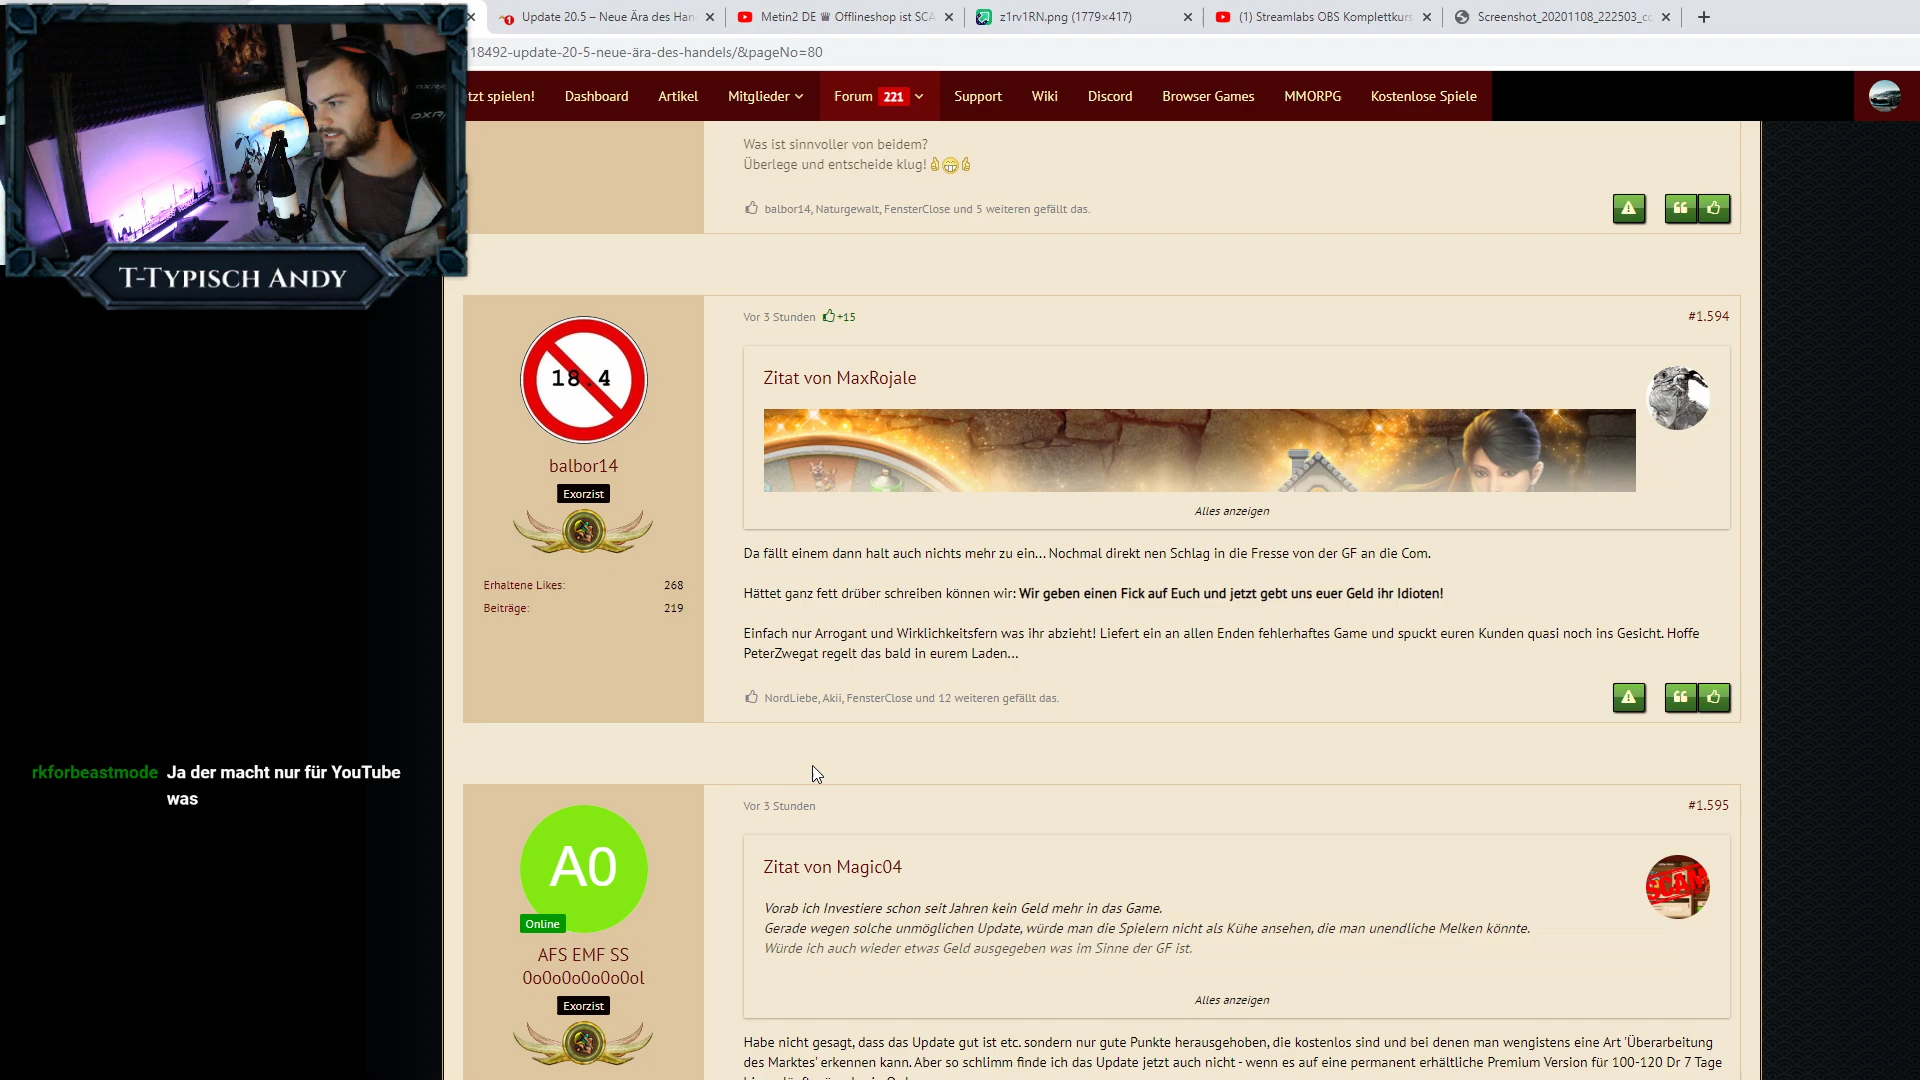 Update 20.5 – Neue Ära des Han
Metin2 DE ♛ Offlineshop ist SCA
z1rv1RN.png (1779×417)
(1) Streamlabs OBS Komplettkurs
Screenshot_20201108_222503_cc
18492-update-20-5-neue-ära-des-handels/&pageNo=80
tzt spielen!
Dashboard
Artikel
Mitglieder
Forum 221
Support
Wiki
Discord
Browser Games
MMORPG
Kostenlose Spiele
T-Typisch Andy
Was ist sinnvoller von beidem?
Überlege und entscheide klug!
balbor14, Naturgewalt, FensterClose und 5 weiteren gefällt das.
18.4
balbor14
Exorzist
Erhaltene Likes: 268
Beiträge: 219
Vor 3 Stunden +15
#1.594
Zitat von MaxRojale
Alles anzeigen
Da fällt einem dann halt auch nichts mehr zu ein... Nochmal direkt nen Schlag in die Fresse von der GF an die Com.
Hättet ganz fett drüber schreiben können wir: Wir geben einen Fick auf Euch und jetzt gebt uns euer Geld ihr Idioten!
Einfach nur Arrogant und Wirklichkeitsfern was ihr abzieht! Liefert ein an allen Enden fehlerhaftes Game und spuckt euren Kunden quasi noch ins Gesicht. Hoffe
PeterZwegat regelt das bald in eurem Laden...
NordLiebe, Akii, FensterClose und 12 weiteren gefällt das.
rkforbeastmode Ja der macht nur für YouTube
was
A0
Online
AFS EMF SS
0o0o0o0o0o0ol
Exorzist
Vor 3 Stunden
#1.595
Zitat von Magic04
SCAM
Vorab ich Investiere schon seit Jahren kein Geld mehr in das Game.
Gerade wegen solche unmöglichen Update, würde man die Spielern nicht als Kühe ansehen, die man unendliche Melken könnte.
Würde ich auch wieder etwas Geld ausgegeben was im Sinne der GF ist.
Alles anzeigen
Habe nicht gesagt, dass das Update gut ist etc. sondern nur gute Punkte herausgehoben, die kostenlos sind und bei denen man wengistens eine Art 'Überarbeitung
des Marktes' erkennen kann. Aber so schlimm finde ich das Update jetzt auch nicht - wenn es auf eine permanent erhältliche Premium Version für 100-120 Dr 7 Tage